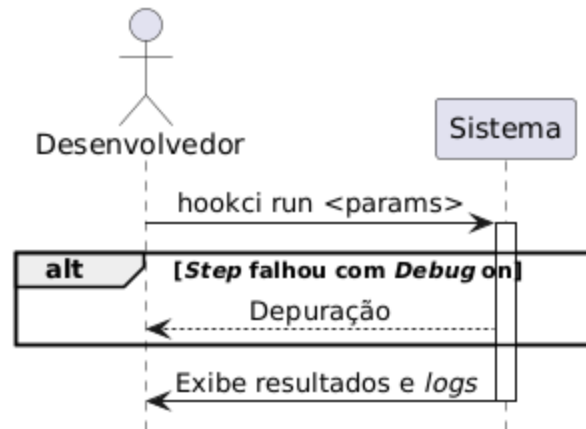 Desenvolvedor
Sistema
hookci run <params>
alt
[Step falhou com Debug on]
Depuração
Exibe resultados e logs